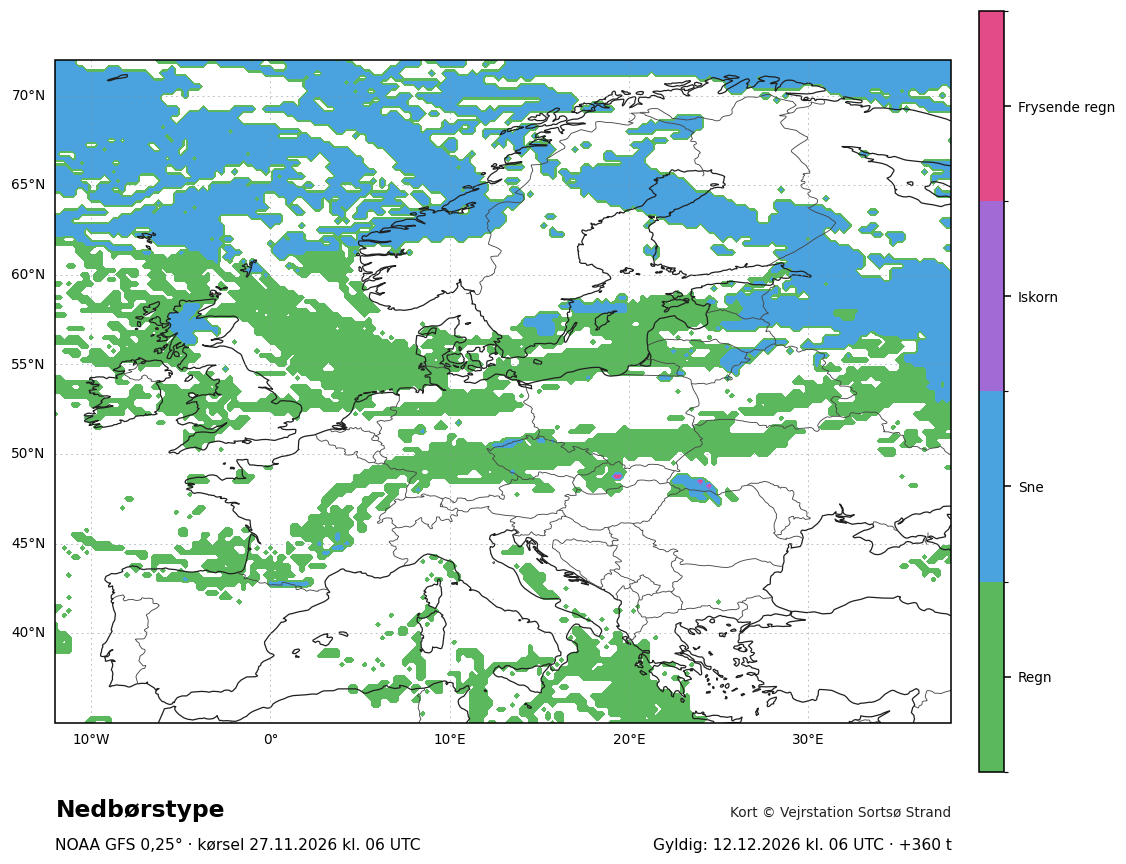 Frysende regn
Iskorn
Sne
Regn
70°N
65°N
60°N
55°N
50°N
45°N
40°N
10°W
0°
10°E
20°E
30°E
Nedbørstype
Kort © Vejrstation Sortsø Strand
NOAA GFS 0,25° · kørsel 27.11.2026 kl. 06 UTC
Gyldig: 12.12.2026 kl. 06 UTC · +360 t